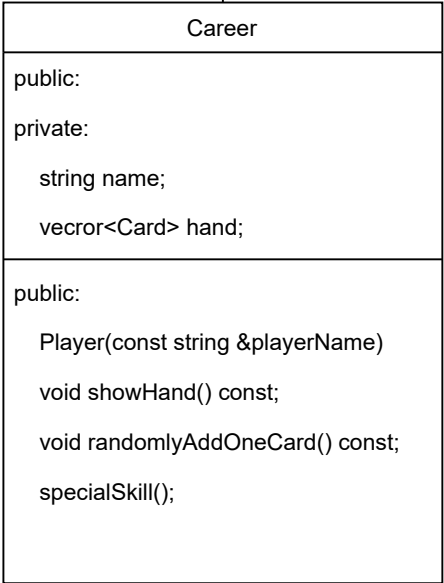 Career
public:
private:
string name;
vecror<Card> hand;
public:
Player(const string &playerName)
void showHand() const;
void randomlyAddOneCard() const;
specialSkill();